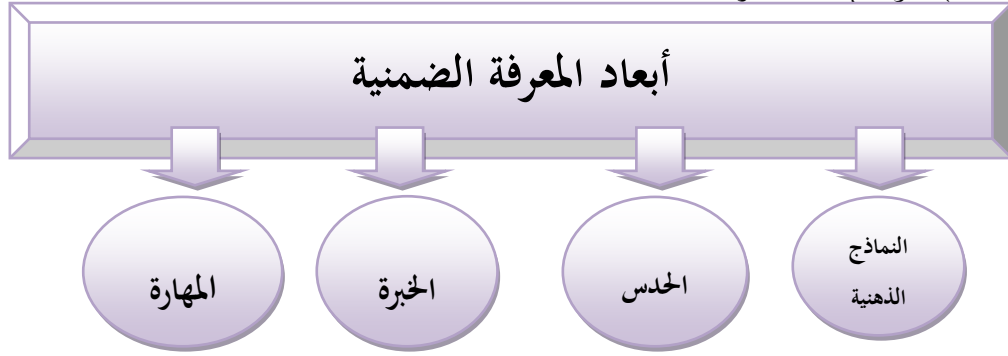 أبعاد المعرفة الضمنية
النماذج
الذهنية
الحدس
الخبرة
المهارة